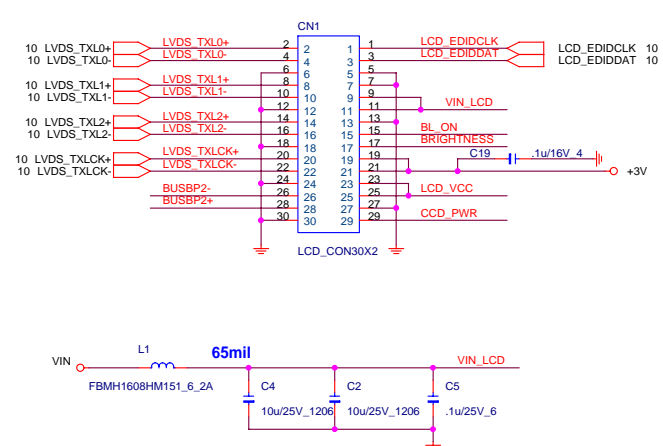 CN1
10 LVDS_TXL0+ LVDS_TXL0+ 2 2 1 1 LCD_EDIDCLK LCD_EDIDCLK 10
10 LVDS_TXL0- LVDS_TXL0- 4 4 3 3 LCD_EDIDDAT LCD_EDIDDAT 10
6 6 5 5
10 LVDS_TXL1+ LVDS_TXL1+ 8 8 7 7
10 LVDS_TXL1- LVDS_TXL1- 10 10 9 9
12 12 11 11 VIN_LCD
10 LVDS_TXL2+ LVDS_TXL2+ 14 14 13 13
10 LVDS_TXL2- LVDS_TXL2- 16 16 15 15 BL_ON
18 18 17 17 BRIGHTNESS
10 LVDS_TXLCK+ LVDS_TXLCK+ 20 20 19 19 C19 .1u/16V_4
10 LVDS_TXLCK- LVDS_TXLCK- 22 22 21 21 +3V
24 24 23 23
BUSBP2- 26 26 25 25 LCD_VCC
BUSBP2+ 28 28 27 27
30 30 29 29 CCD_PWR
LCD_CON30X2
L1 65mil
VIN VIN_LCD
FBMH1608HM151_6_2A C4 C2 C5
10u/25V_1206 10u/25V_1206 .1u/25V_6